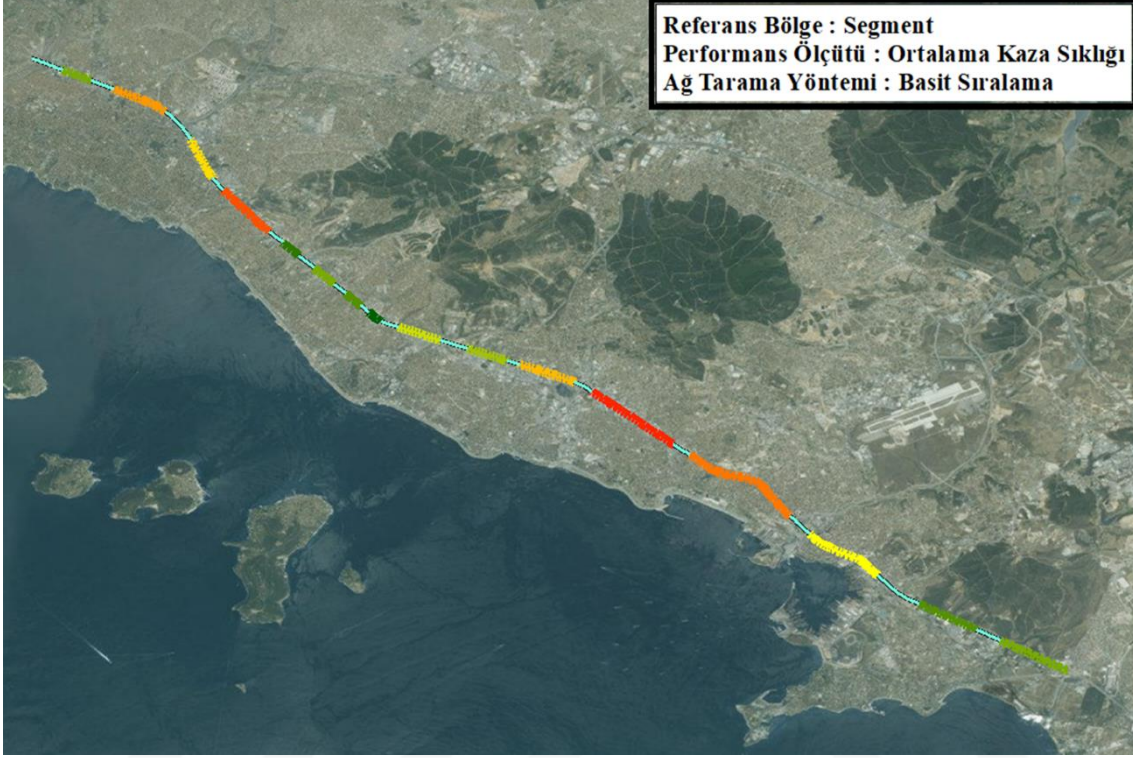 Referans Bölge : Segment
Performans Ölçütü : Ortalama Kaza Sıklığı
Ağ Tarama Yöntemi : Basit Sıralama